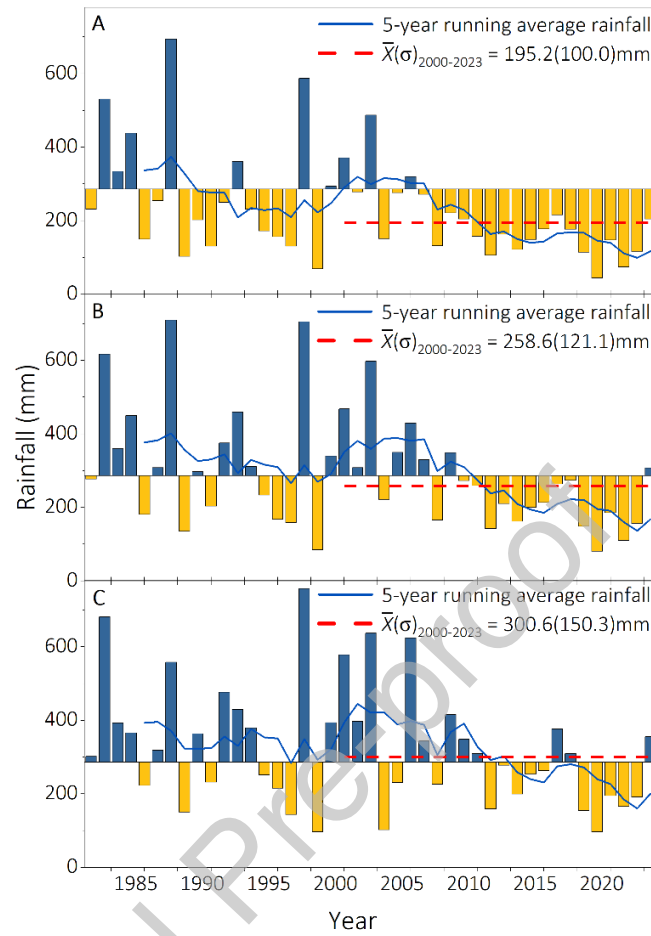 A
5-year running average rainfall
X̅(σ)2000-2023 = 195.2(100.0)mm
600
400
200
0
B
5-year running average rainfall
X̅(σ)2000-2023 = 258.6(121.1)mm
600
400
200
0
Rainfall (mm)
C
5-year running average rainfall
X̅(σ)2000-2023 = 300.6(150.3)mm
600
400
200
0
1985 1990 1995 2000 2005 2010 2015 2020
Year
Pre-proof